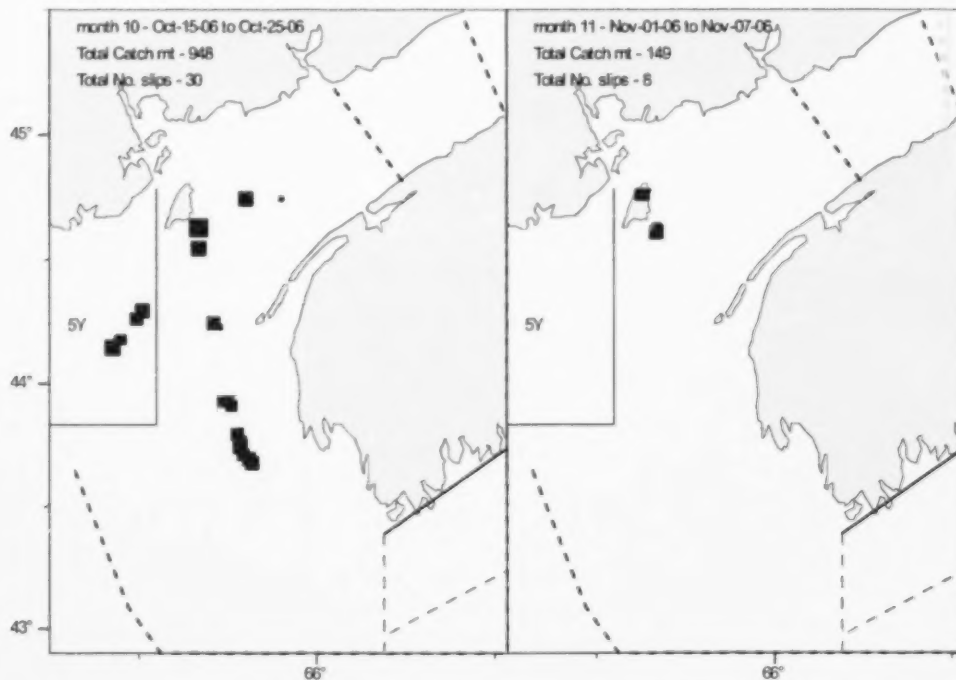 month 10 - Oct-15-06 to Oct-25-06
Total Catch mt - 948
Total No. slips - 30
month 11 - Nov-01-06 to Nov-07-06
Total Catch mt - 149
Total No. slips - 8
45°
5Y
5Y
44°
43°
66°
66°